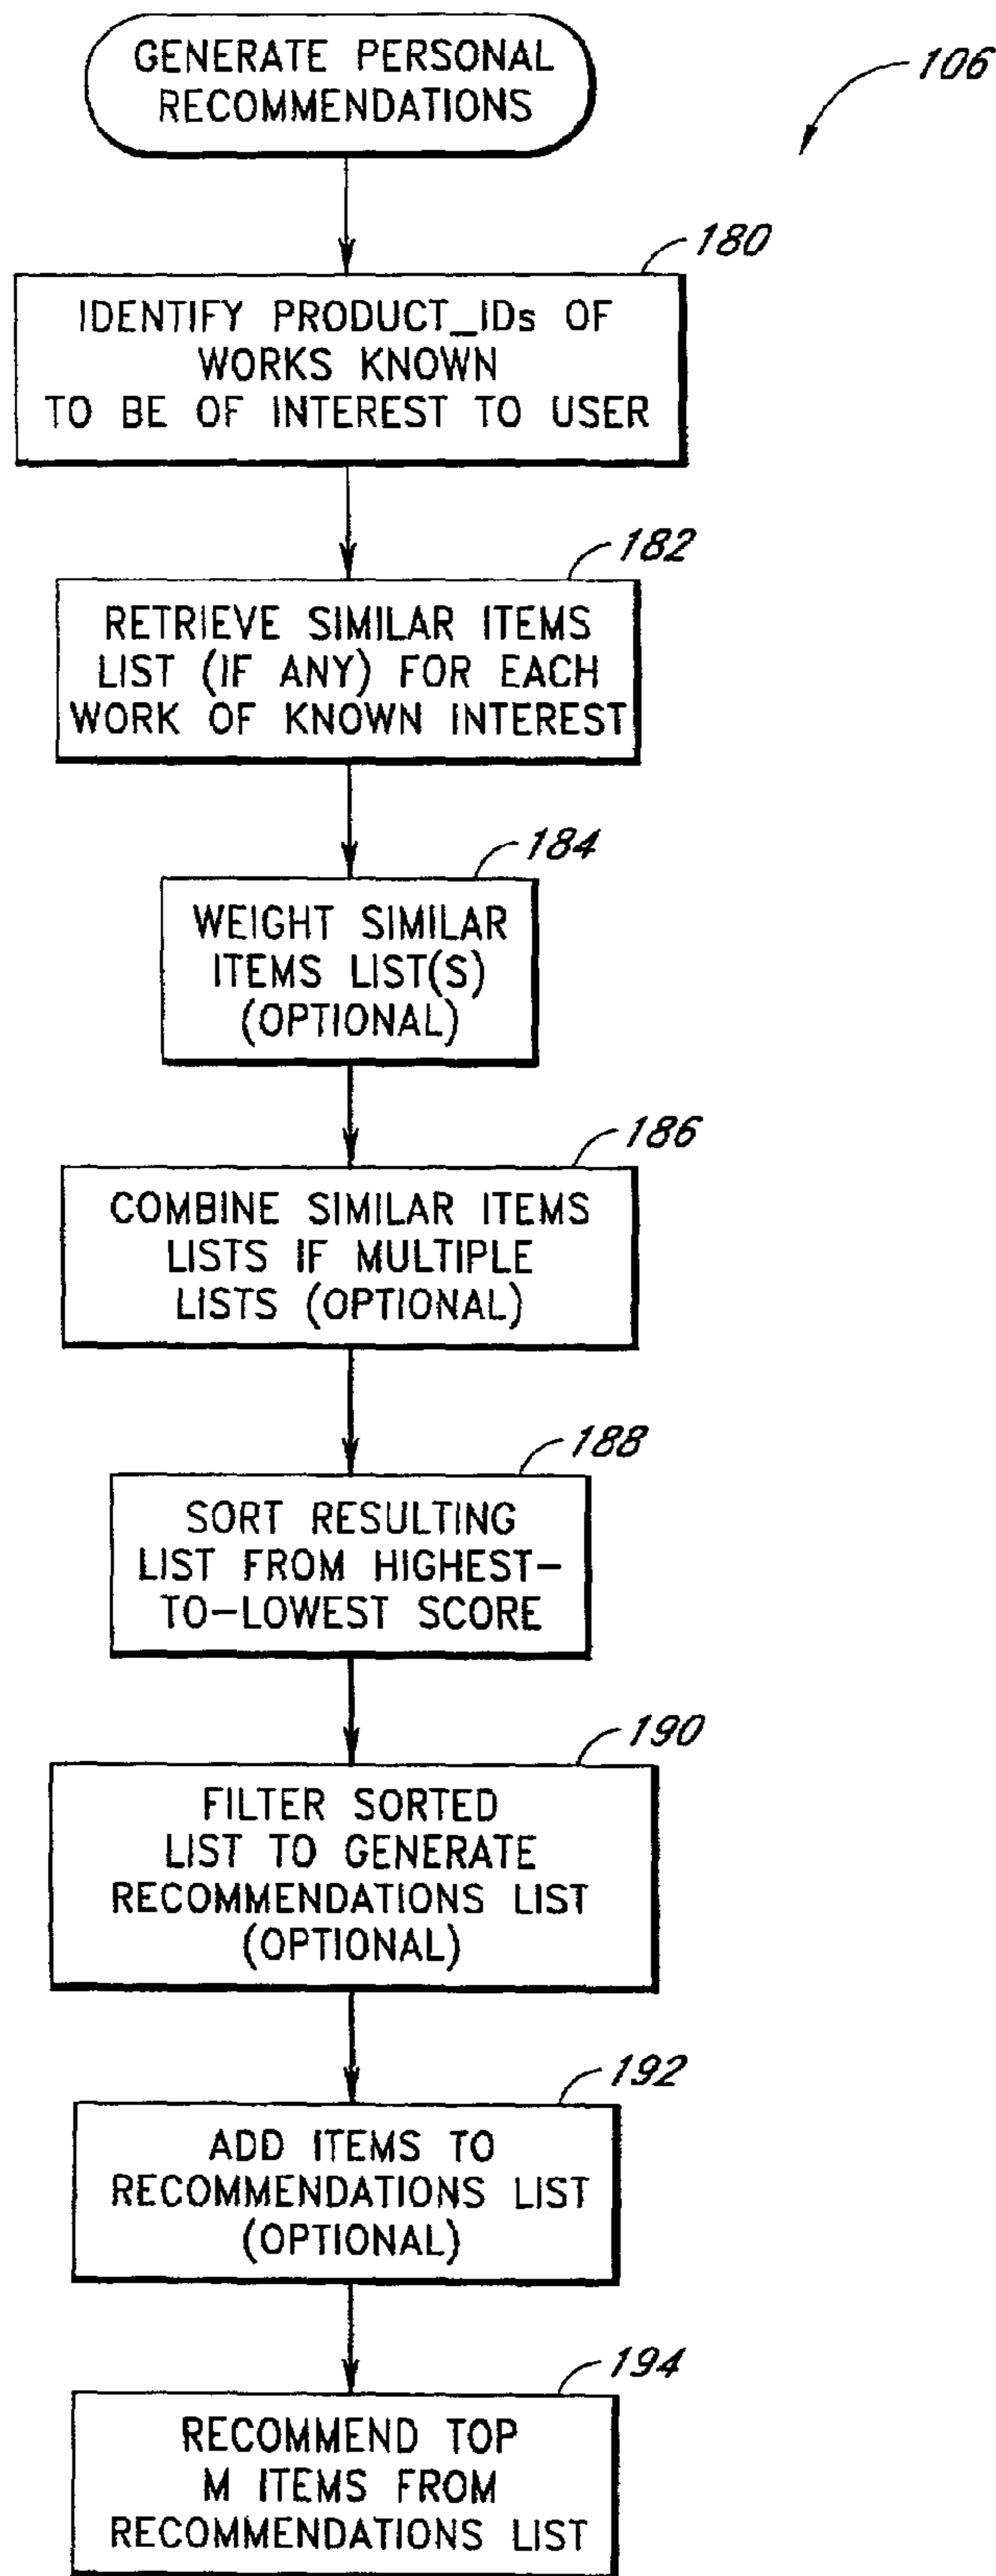 GENERATE PERSONAL
RECOMMENDATIONS
106
180
IDENTIFY PRODUCT_IDs OF
WORKS KNOWN
TO BE OF INTEREST TO USER
182
RETRIEVE SIMILAR ITEMS
LIST (IF ANY) FOR EACH
WORK OF KNOWN INTEREST
184
WEIGHT SIMILAR
ITEMS LIST(S)
(OPTIONAL)
186
COMBINE SIMILAR ITEMS
LISTS IF MULTIPLE
LISTS (OPTIONAL)
188
SORT RESULTING
LIST FROM HIGHEST-
TO-LOWEST SCORE
190
FILTER SORTED
LIST TO GENERATE
RECOMMENDATIONS LIST
(OPTIONAL)
192
ADD ITEMS TO
RECOMMENDATIONS LIST
(OPTIONAL)
194
RECOMMEND TOP
M ITEMS FROM
RECOMMENDATIONS LIST